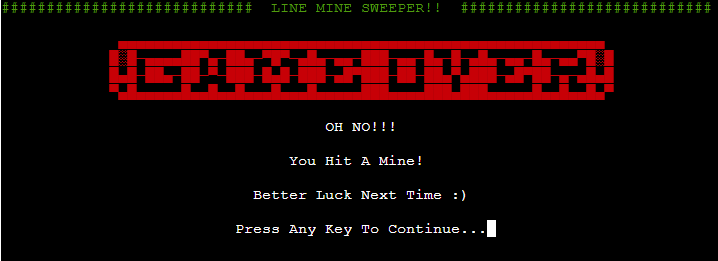 ############################ LINE MINE SWEEPER!! ############################
GAME OVER
OH NO!!!
You Hit A Mine!
Better Luck Next Time :)
Press Any Key To Continue...